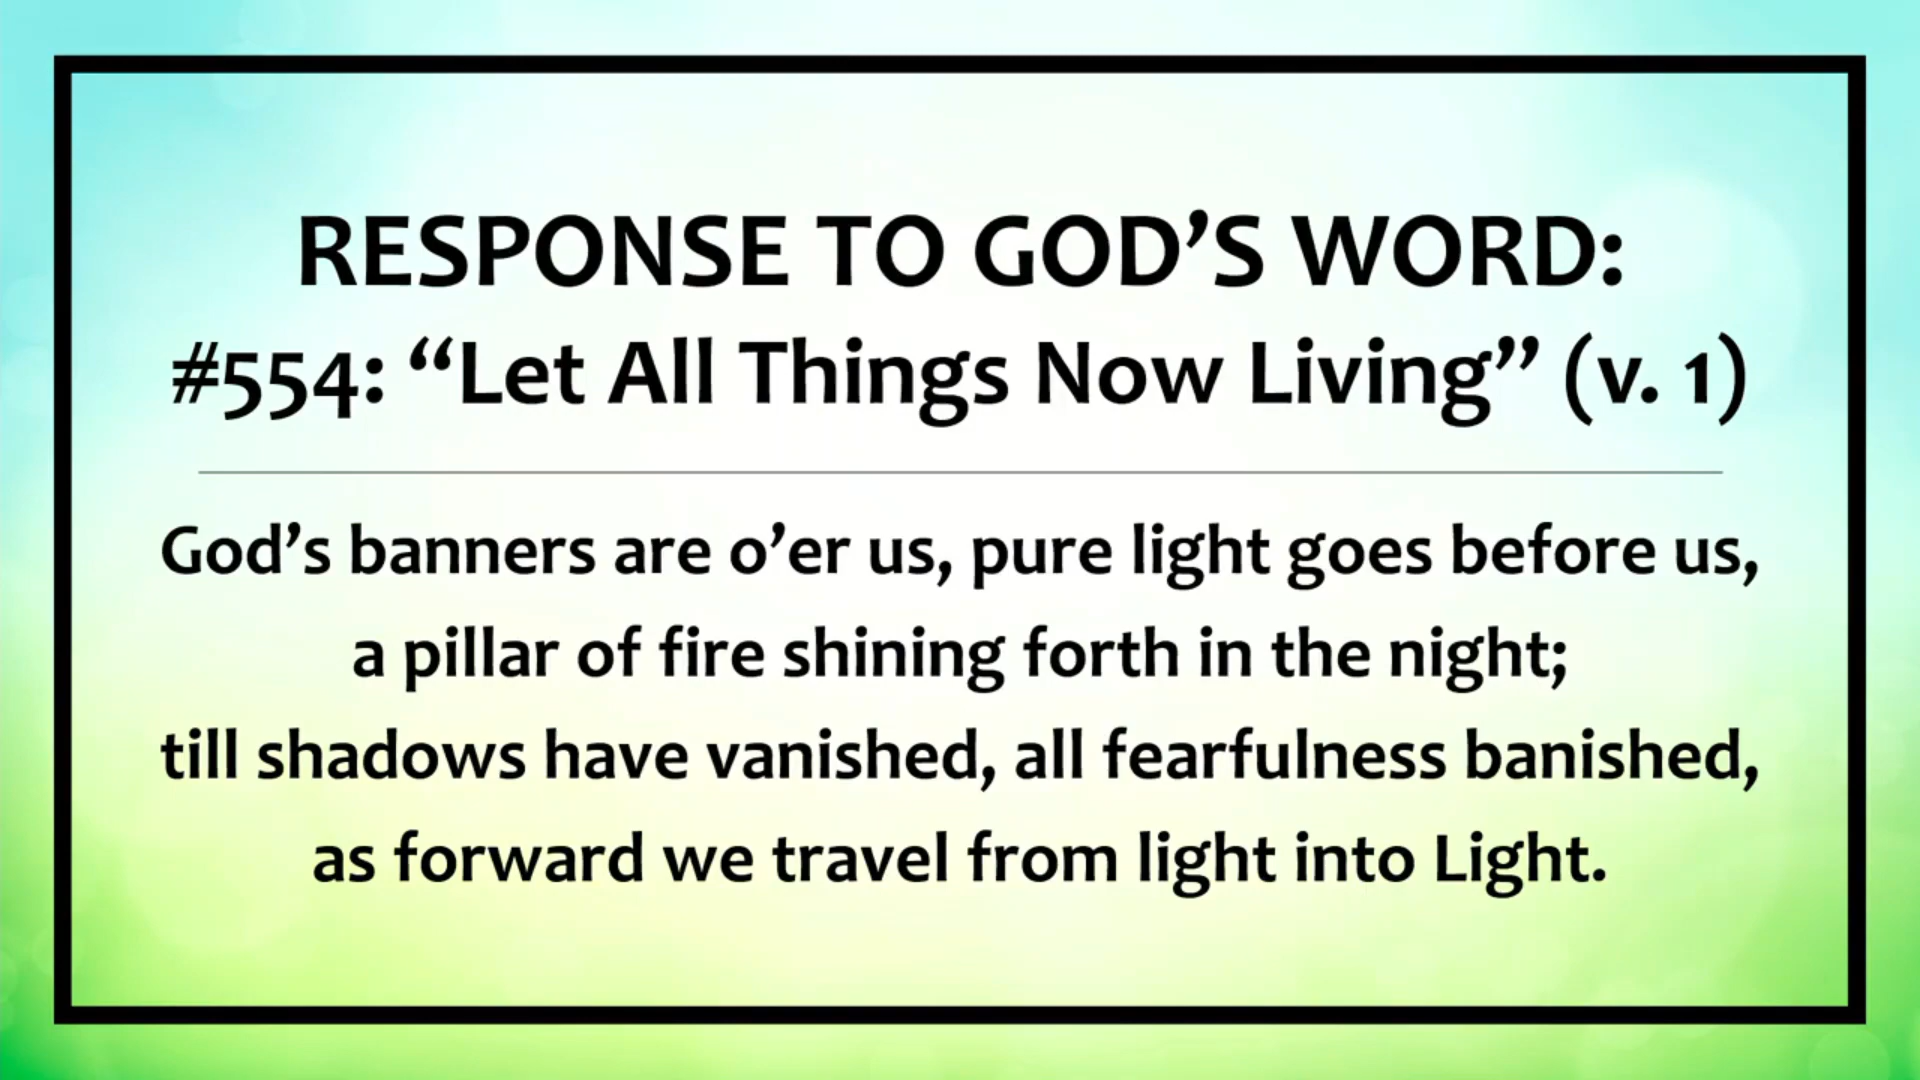 RESPONSE TO GOD’S WORD:
#554: “Let All Things Now Living” (v. 1)
God’s banners are o’er us, pure light goes before us,
a pillar of fire shining forth in the night;
till shadows have vanished, all fearfulness banished,
as forward we travel from light into Light.